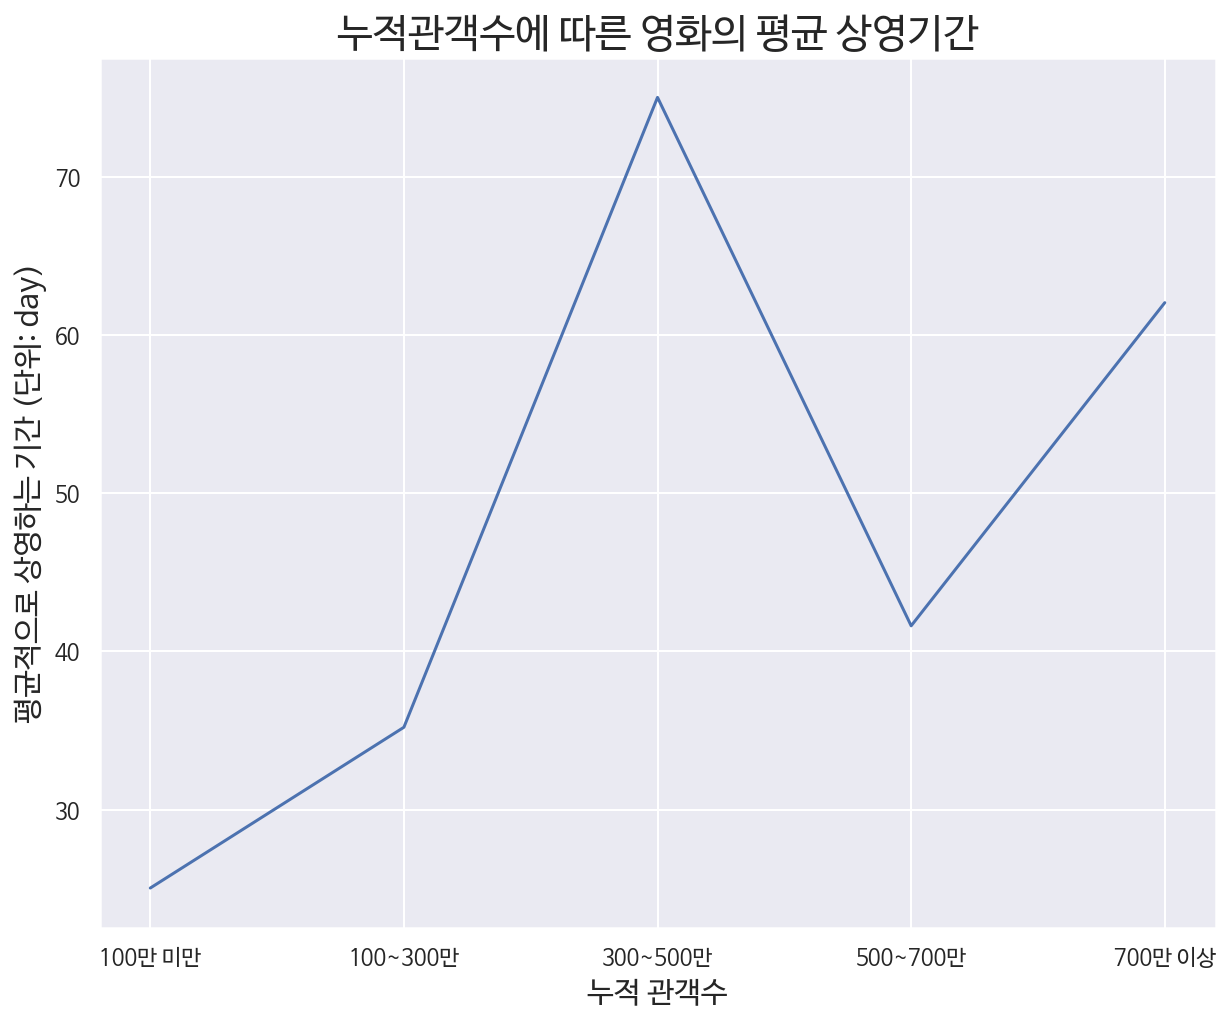 누적관객수에 따른 영화의 평균 상영기간
평균적으로 상영하는 기간 (단위: day)
70
60
50
40
30
100만 미만
100~300만
300~500만
500~700만
700만 이상
누적 관객수